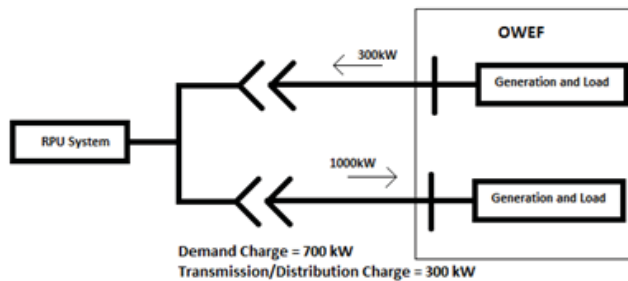 OWEF
300kW
Generation and Load
RPU System
1000kW
Generation and Load
Demand Charge = 700 kW
Transmission/Distribution Charge = 300 kW